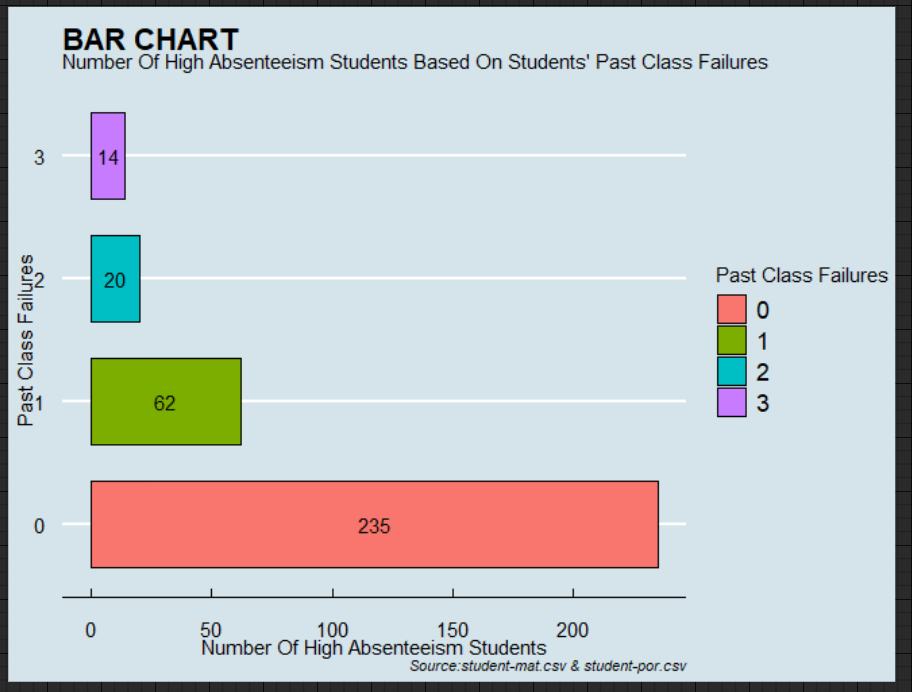 BAR CHART
Number Of High Absenteeism Students Based On Students' Past Class Failures
3
14
2
20
1
62
0
235
Past Class Failures
0
50
100
150
200
Number Of High Absenteeism Students
Source:student-mat.csv & student-por.csv
Past Class Failures
0
1
2
3